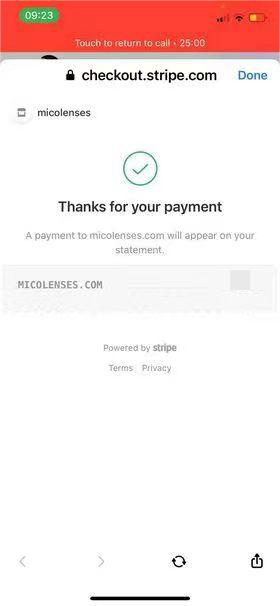 09:23
Touch to return to call • 25:00
checkout.stripe.com
Done
micolenses
Thanks for your payment
A payment to micolenses.com will appear on your
statement.
MICOLENSES.COM
Powered by stripe
Terms Privacy